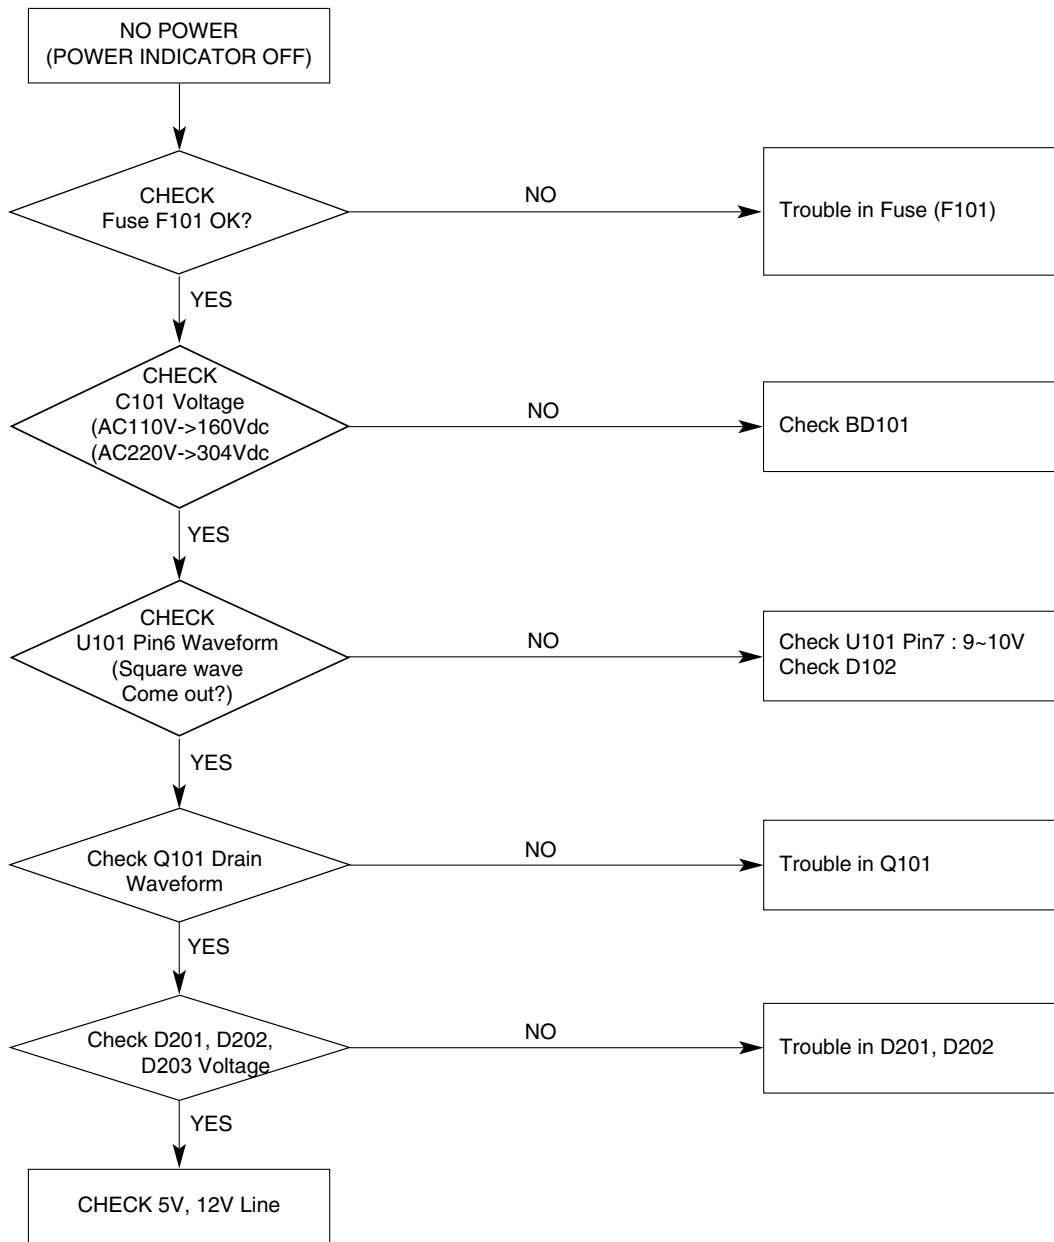 NO POWER
(POWER INDICATOR OFF)
CHECK
Fuse F101 OK?
NO
Trouble in Fuse (F101)
YES
CHECK
C101 Voltage
(AC110V->160Vdc
(AC220V->304Vdc
NO
Check BD101
YES
CHECK
U101 Pin6 Waveform
(Square wave
Come out?)
NO
Check U101 Pin7 : 9~10V
Check D102
YES
Check Q101 Drain
Waveform
NO
Trouble in Q101
YES
Check D201, D202,
D203 Voltage
NO
Trouble in D201, D202
YES
CHECK 5V, 12V Line